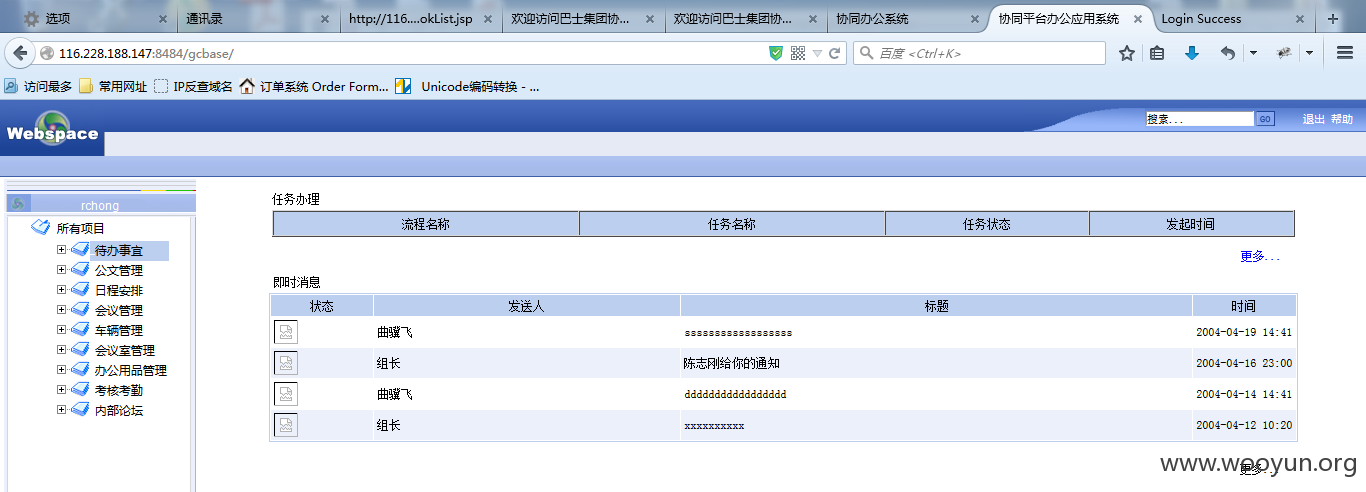 选项 通讯录 http://116....okList.jsp 欢迎访问巴士集团协... 欢迎访问巴士集团协... 协同办公系统 协同平台办公应用系统 Login Success
116.228.188.147:8484/gcbase/ 百度 <Ctrl+K>
访问最多 常用网址 IP反查域名 订单系统 Order Form... Unicode编码转换 - ...
Webspace 搜索... GO 退出 帮助
rchong
所有项目
待办事宜
公文管理
日程安排
会议管理
车辆管理
会议室管理
办公用品管理
考核考勤
内部论坛
任务办理
流程名称 任务名称 任务状态 发起时间
更多...
即时消息
状态 发送人 标题 时间
曲骥飞 ssssssssssssssssss 2004-04-19 14:41
组长 陈志刚给你的通知 2004-04-16 23:00
曲骥飞 ddddddddddddddddd 2004-04-14 14:41
组长 xxxxxxxxxx 2004-04-12 10:20
更多...
www.wooyun.org